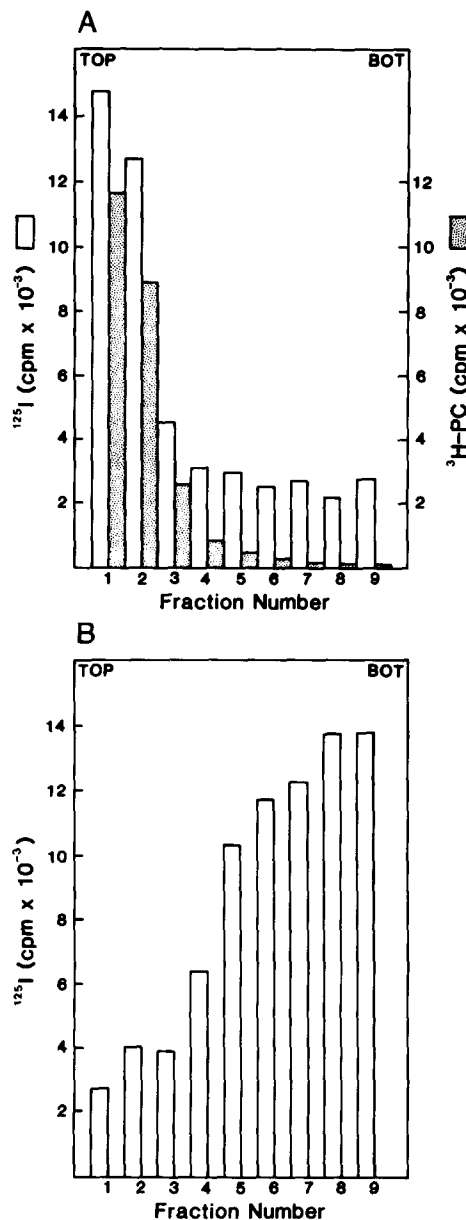 A
TOP
BOT
14
12
10
8
6
4
2
12
10
8
6
4
2
¹²⁵I (cpm x 10⁻³)
³H-PC (cpm x 10⁻³)
1 2 3 4 5 6 7 8 9
Fraction Number
B
TOP
BOT
14
12
10
8
6
4
2
¹²⁵I (cpm x 10⁻³)
1 2 3 4 5 6 7 8 9
Fraction Number